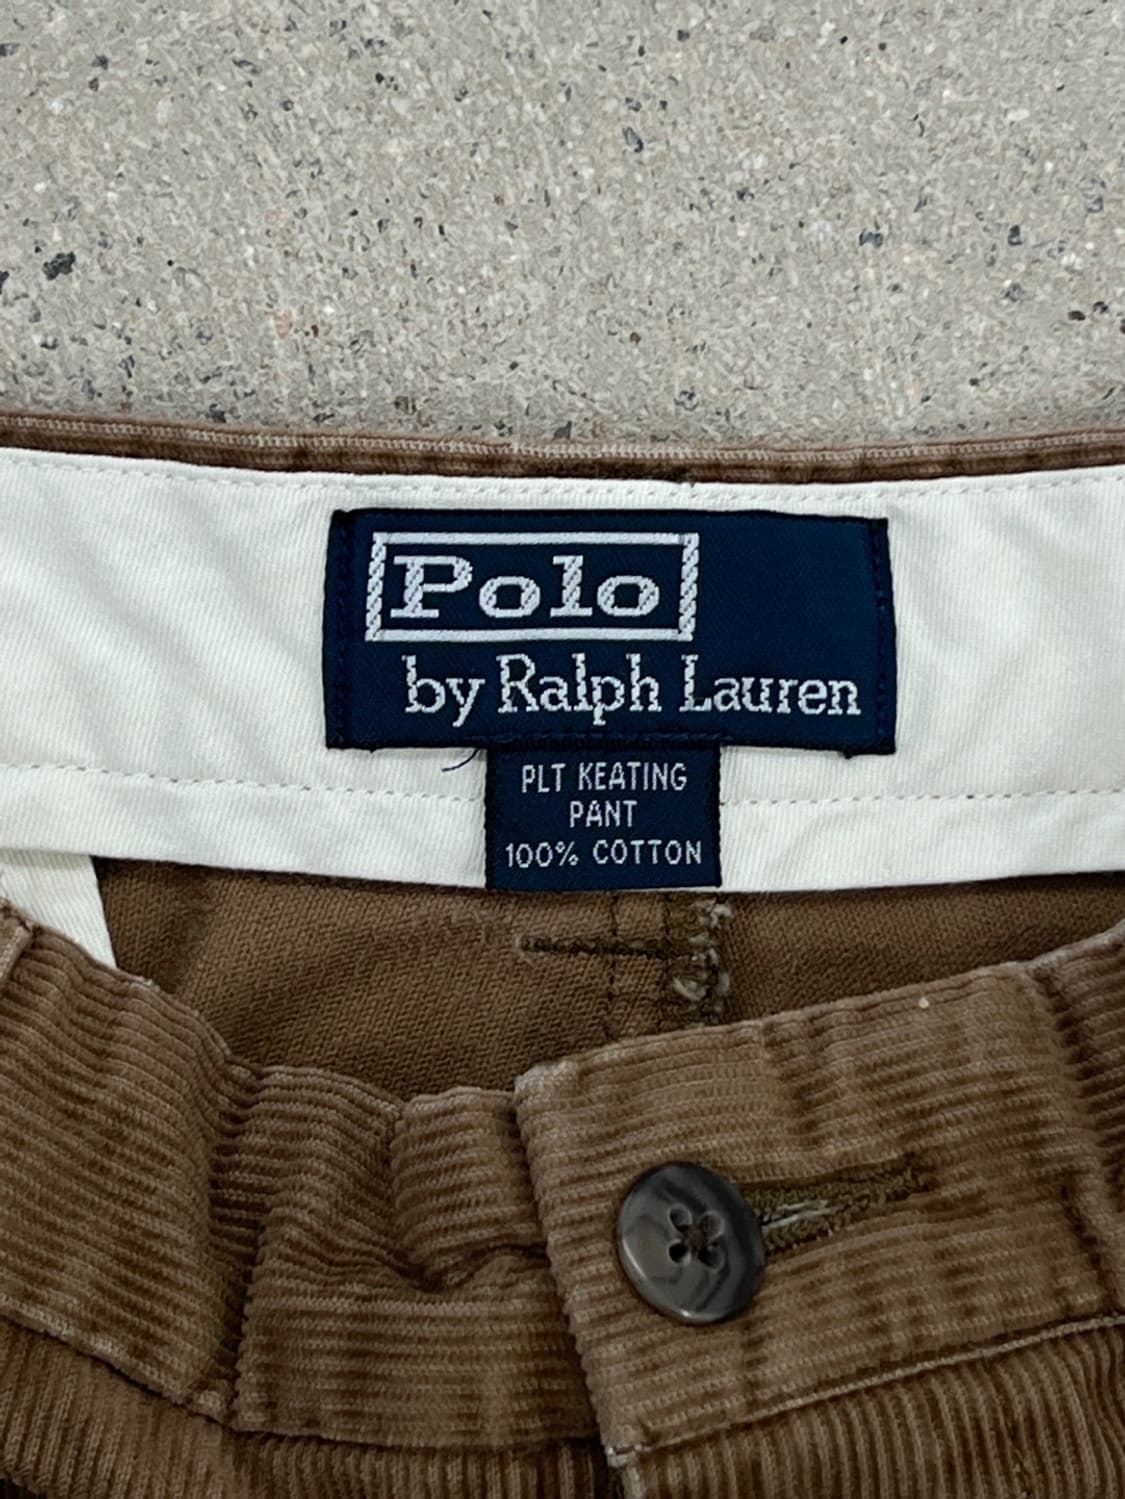 Polo
by Ralph Lauren
PLT KEATING
PANT
100% COTTON